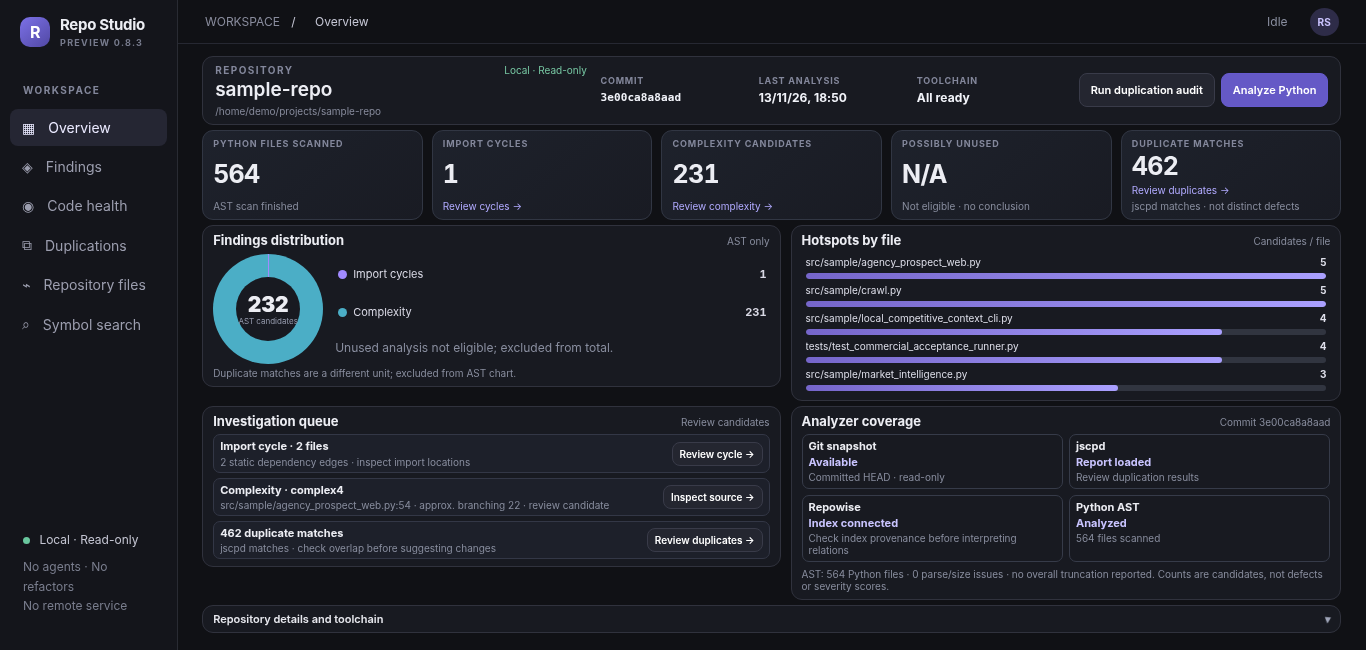 R
Repo Studio
PREVIEW 0.8.3
WORKSPACE
Overview
Findings
Code health
Duplications
Repository files
Symbol search
Local · Read-only
No agents · No
refactors
No remote service
WORKSPACE / Overview
Idle
RS
REPOSITORY
Local · Read-only
sample-repo
/home/demo/projects/sample-repo
COMMIT
3e00ca8a8aad
LAST ANALYSIS
13/11/26, 18:50
TOOLCHAIN
All ready
Run duplication audit
Analyze Python
PYTHON FILES SCANNED
564
AST scan finished
IMPORT CYCLES
1
Review cycles →
COMPLEXITY CANDIDATES
231
Review complexity →
POSSIBLY UNUSED
N/A
Not eligible · no conclusion
DUPLICATE MATCHES
462
Review duplicates →
jscpd matches · not distinct defects
Findings distribution
AST only
232
AST candidates
Import cycles 1
Complexity 231
Unused analysis not eligible; excluded from total.
Duplicate matches are a different unit; excluded from AST chart.
Hotspots by file
Candidates / file
src/sample/agency_prospect_web.py 5
src/sample/crawl.py 5
src/sample/local_competitive_context_cli.py 4
tests/test_commercial_acceptance_runner.py 4
src/sample/market_intelligence.py 3
Investigation queue
Review candidates
Import cycle · 2 files
2 static dependency edges · inspect import locations
Review cycle →
Complexity · complex4
src/sample/agency_prospect_web.py:54 · approx. branching 22 · review candidate
Inspect source →
462 duplicate matches
jscpd matches · check overlap before suggesting changes
Review duplicates →
Analyzer coverage
Commit 3e00ca8a8aad
Git snapshot
Available
Committed HEAD · read-only
jscpd
Report loaded
Review duplication results
Repowise
Index connected
Check index provenance before interpreting
relations
Python AST
Analyzed
564 files scanned
AST: 564 Python files · 0 parse/size issues · no overall truncation reported. Counts are candidates, not defects
or severity scores.
Repository details and toolchain